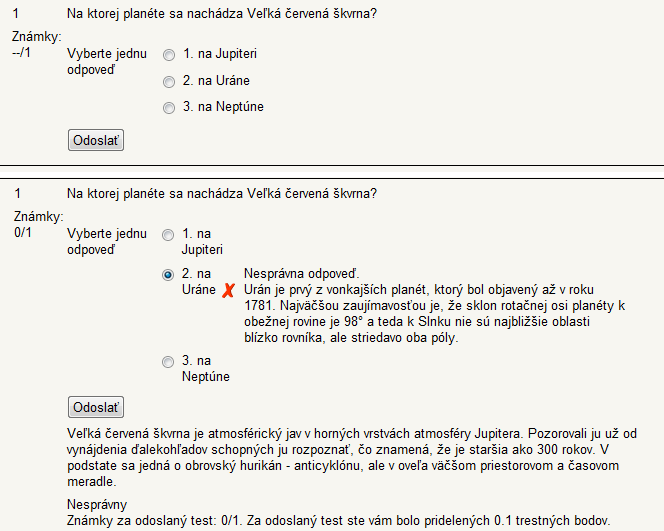 1 Na ktorej planéte sa nachádza Veľká červená škvrna?
Známky:
--/1
Vyberte jednu
odpoveď
1. na Jupiteri
2. na Uráne
3. na Neptúne
Odoslať
1 Na ktorej planéte sa nachádza Veľká červená škvrna?
Známky:
0/1
Vyberte jednu
odpoveď
1. na
Jupiteri
2. na
Uráne
Nesprávna odpoveď.
Urán je prvý z vonkajších planét, ktorý bol objavený až v roku
1781. Najväčšou zaujímavosťou je, že sklon rotačnej osi planéty k
obežnej rovine je 98° a teda k Slnku nie sú najbližšie oblasti
blízko rovníka, ale striedavo oba póly.
3. na
Neptúne
Odoslať
Veľká červená škvrna je atmosférický jav v horných vrstvách atmosféry Jupitera. Pozorovali ju už od
vynájdenia ďalekohľadov schopných ju rozpoznať, čo znamená, že je staršia ako 300 rokov. V
podstate sa jedná o obrovský hurikán - anticyklónu, ale v oveľa väčšom priestorovom a časovom
meradle.
Nesprávny
Známky za odoslaný test: 0/1. Za odoslaný test ste vám bolo pridelených 0.1 trestných bodov.